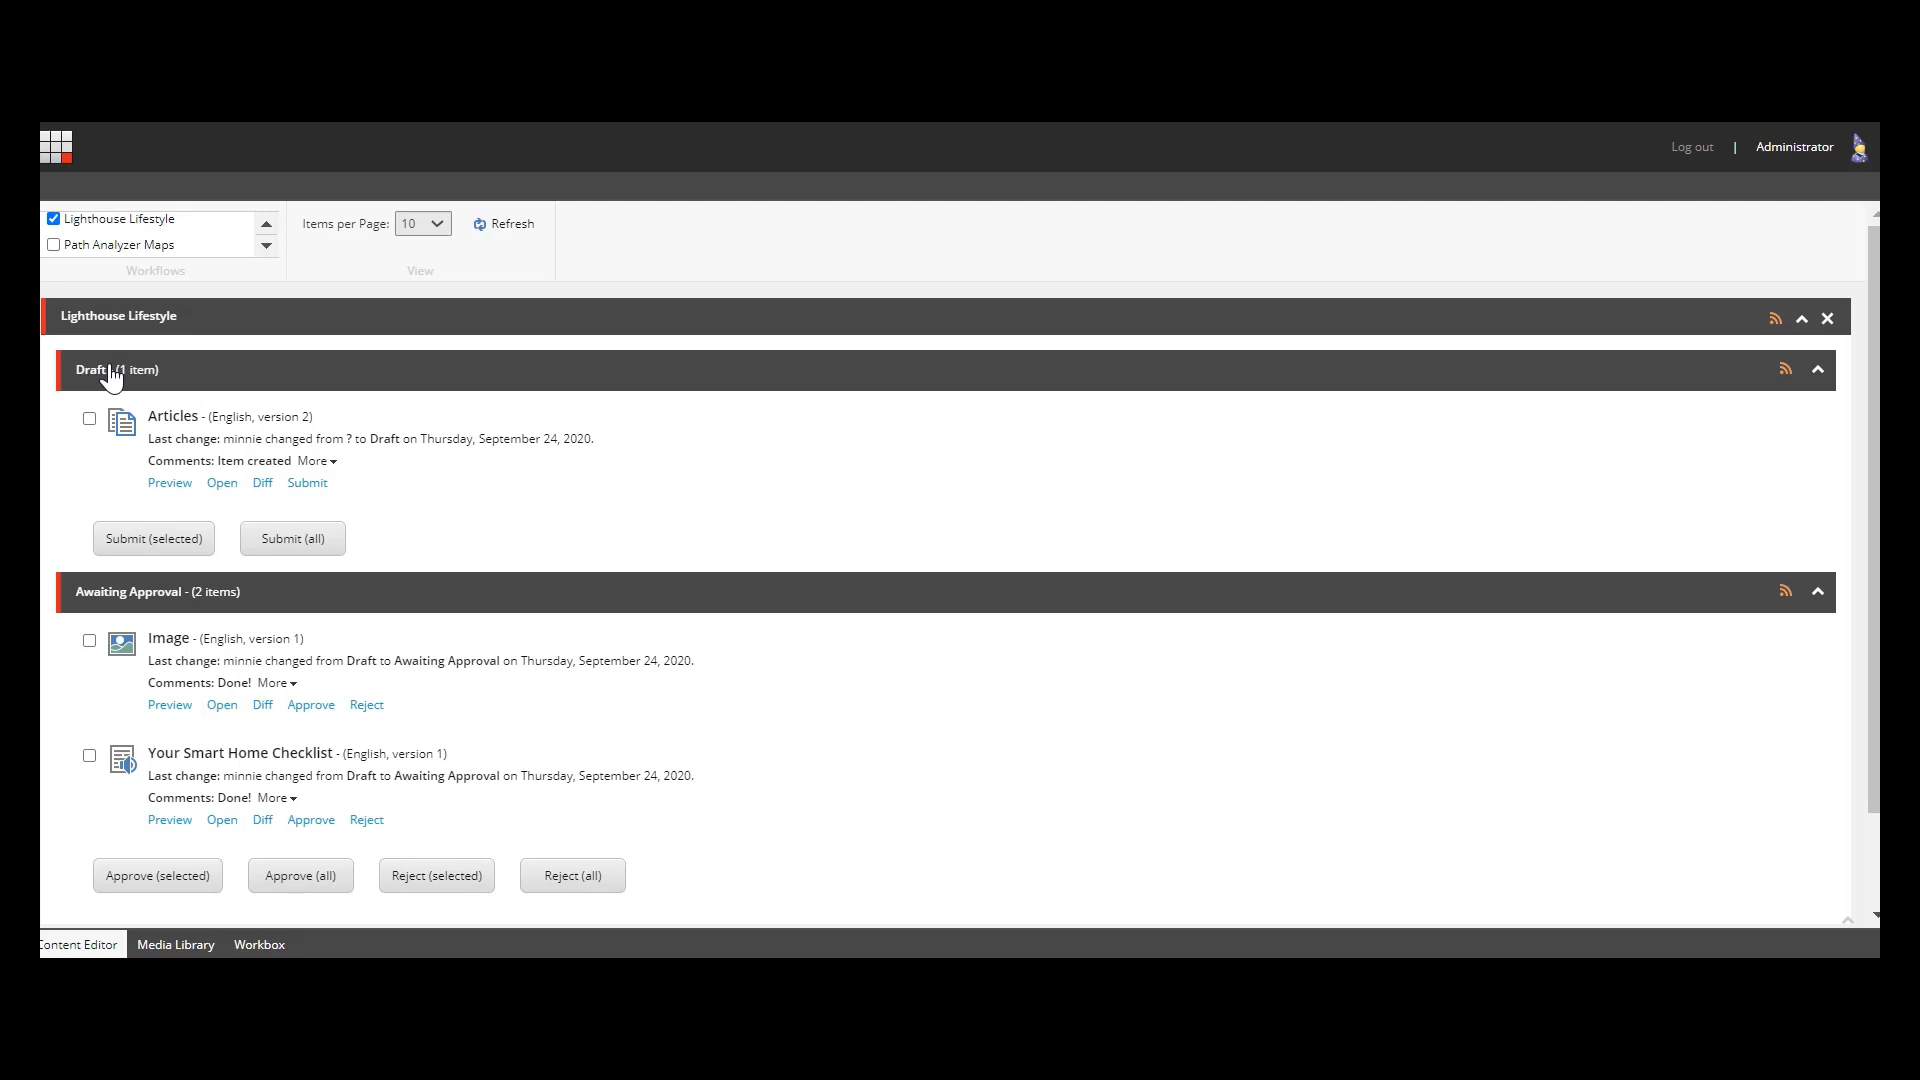 Log out | Administrator
Lighthouse Lifestyle
Path Analyzer Maps
Workflows
Items per Page: 10 Refresh
View
Lighthouse Lifestyle
Draft (1 item)
Articles - (English, version 2)
Last change: minnie changed from ? to Draft on Thursday, September 24, 2020.
Comments: Item created More
Preview Open Diff Submit
Submit (selected) Submit (all)
Awaiting Approval - (2 items)
Image - (English, version 1)
Last change: minnie changed from Draft to Awaiting Approval on Thursday, September 24, 2020.
Comments: Done! More
Preview Open Diff Approve Reject
Your Smart Home Checklist - (English, version 1)
Last change: minnie changed from Draft to Awaiting Approval on Thursday, September 24, 2020.
Comments: Done! More
Preview Open Diff Approve Reject
Approve (selected) Approve (all) Reject (selected) Reject (all)
Content Editor Media Library Workbox